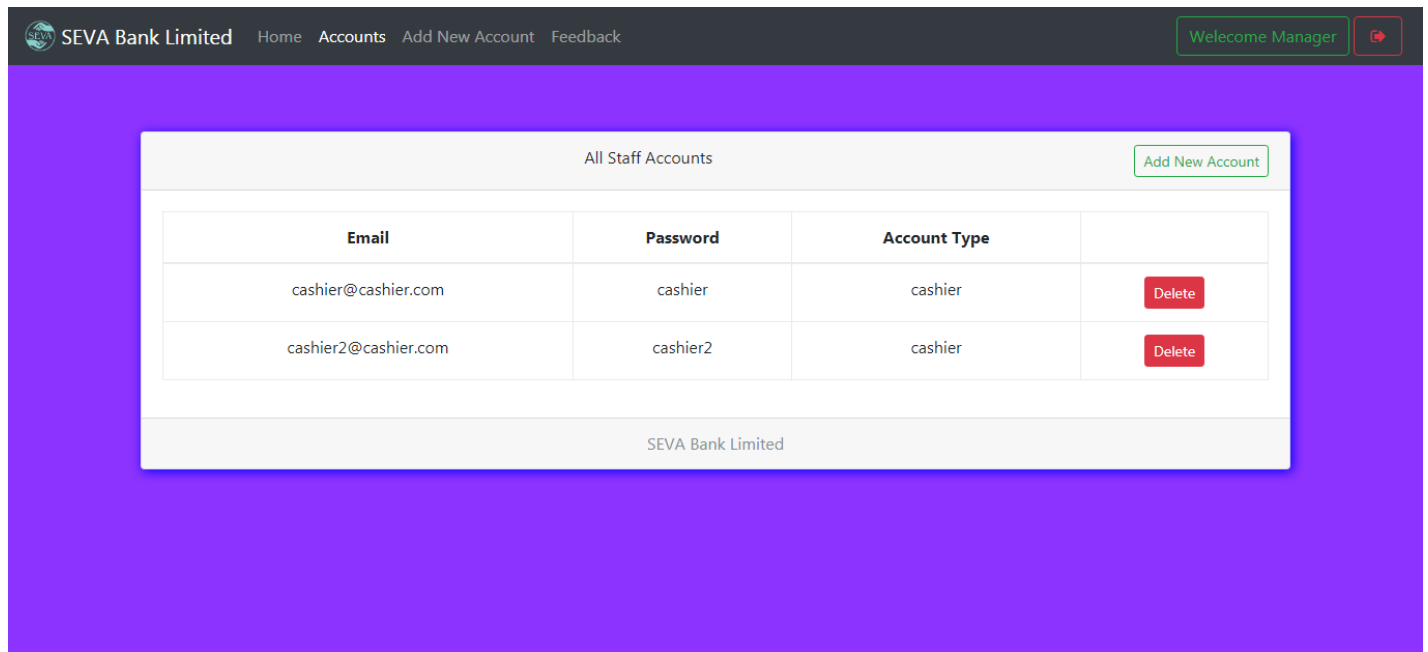 SEVA SEVA Bank Limited Home Accounts Add New Account Feedback Welecome Manager
All Staff Accounts Add New Account
Email Password Account Type
cashier@cashier.com cashier cashier Delete
cashier2@cashier.com cashier2 cashier Delete
SEVA Bank Limited